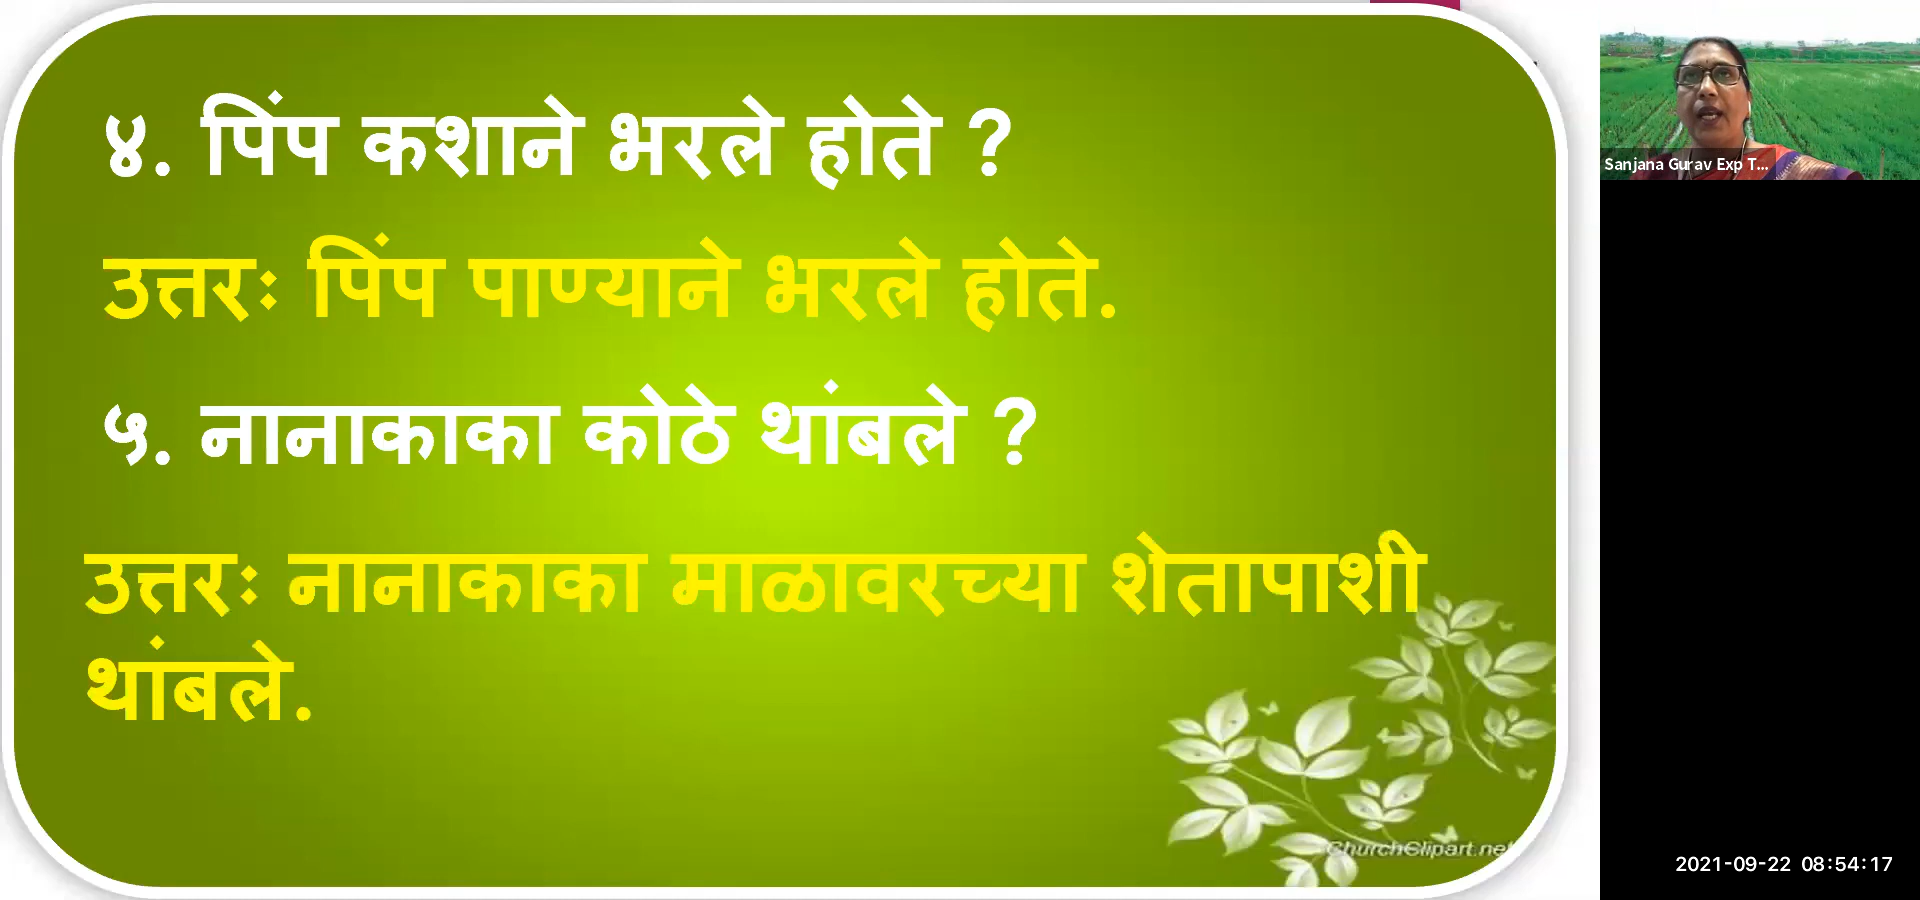 ४. पिंप कशाने भरले होते ?
उत्तरः पिंप पाण्याने भरले होते.
५. नानाकाका कोठे थांबले ?
उत्तरः नानाकाका माळावरच्या शेतापाशी
थांबले.
ChurchClipart.net
Sanjana Gurav Exp T...
2021-09-22 08:54:17